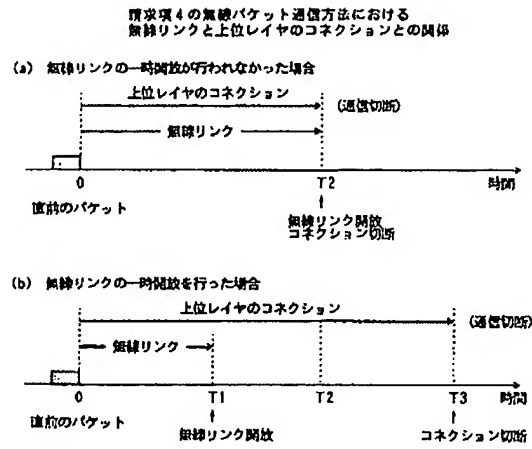 請求項4の無線パケット通信方法における
無線リンクと上位レイヤのコネクションとの関係
(a) 無線リンクの一時開放が行われなかった場合
上位レイヤのコネクション
(通信切断)
無線リンク
0
T2
時間
直前のパケット
無線リンク開放
コネクション切断
(b) 無線リンクの一時開放を行った場合
上位レイヤのコネクション
(通信切断)
無線リンク
0
T1
T2
T3
時間
直前のパケット
無線リンク開放
コネクション切断